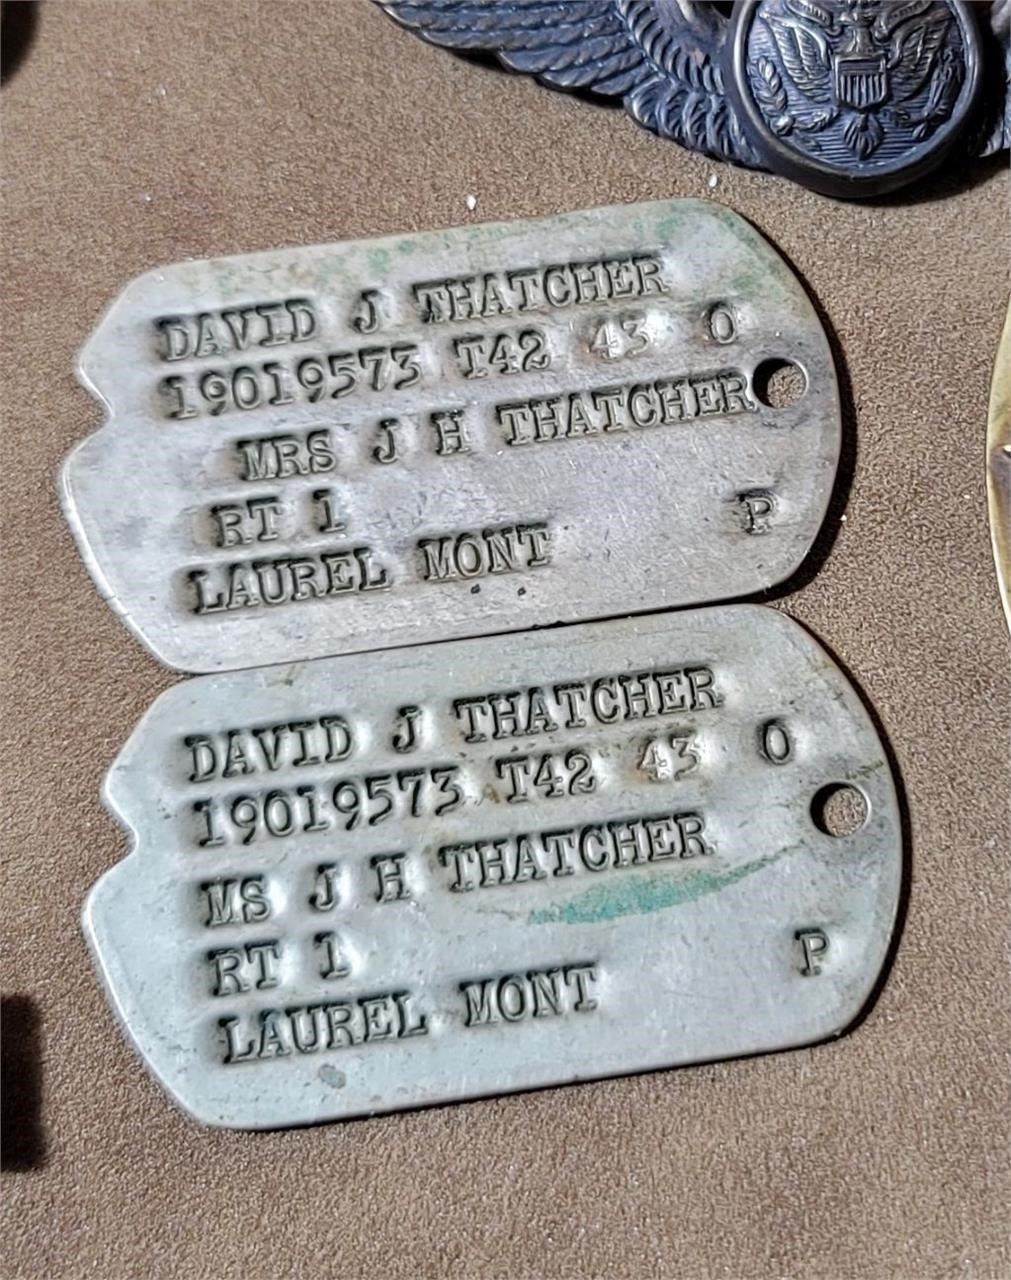 DAVID J THATCHER
19019573 T42 43 O
MRS J H THATCHER
RT 1 P
LAUREL MONT
DAVID J THATCHER
19019573 T42 43 O
MS J H THATCHER
RT 1 P
LAUREL MONT